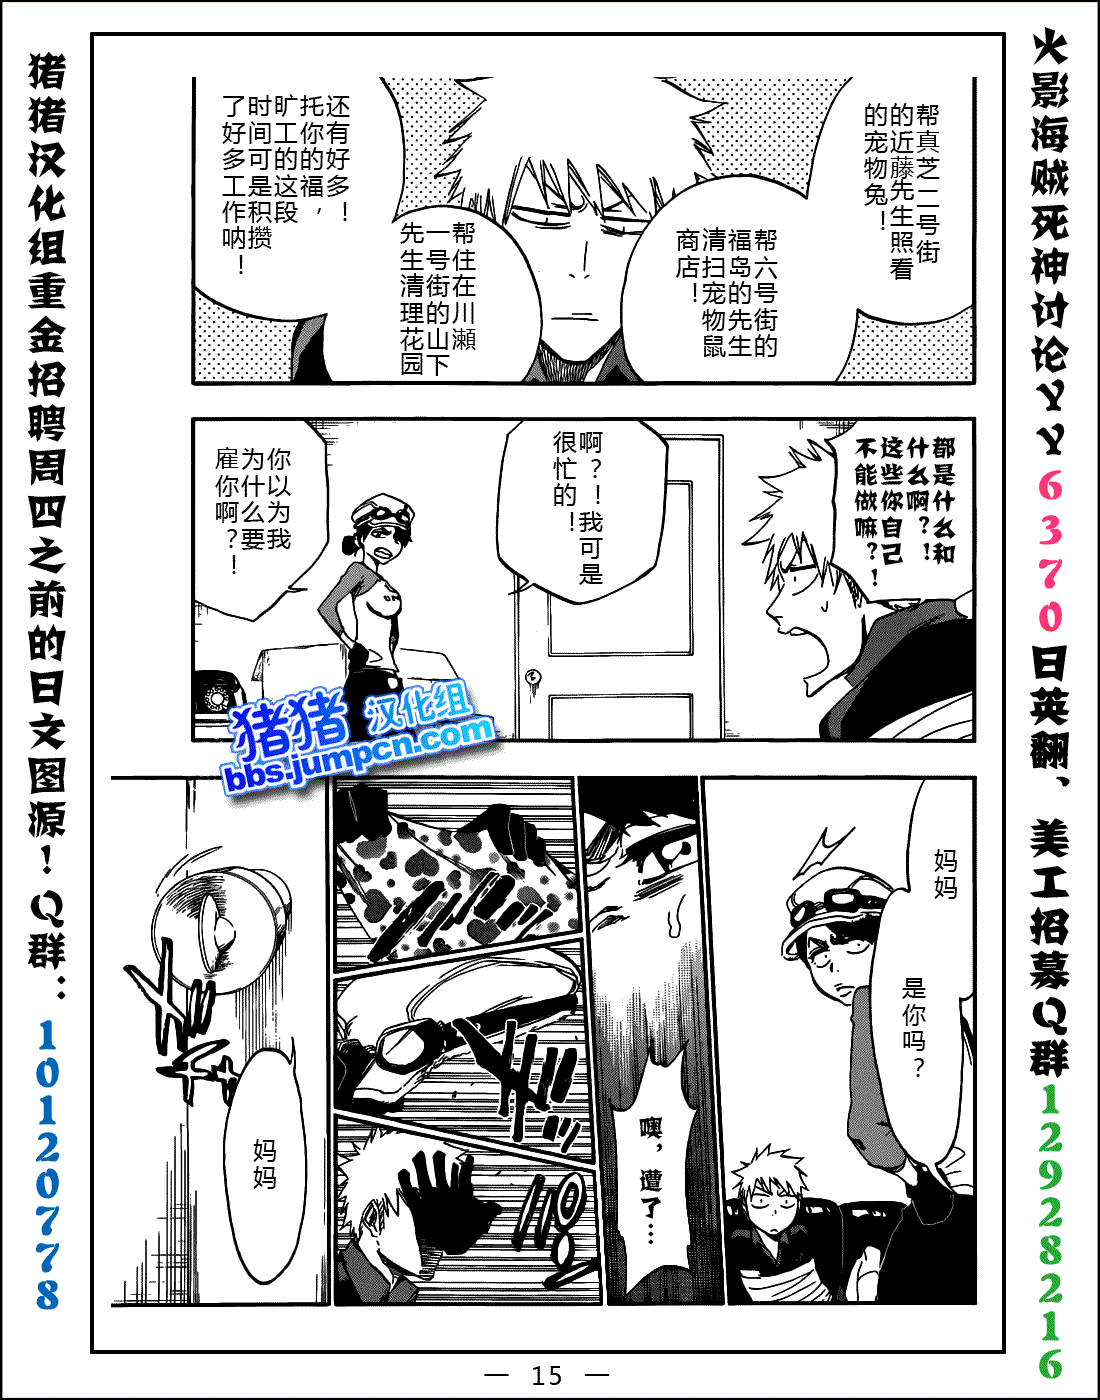 火影海贼死神讨论YY6370日英翻、美工招募Q群12928216
帮真芝二号街
的近藤先生照看
的宠物兔！
帮六号街的
福岛的先生
清扫宠物鼠
商店！
帮住在川瀬
一号街的山下
先生清理花园
还有好多！
托你的福，
旷工的这段
时间可是积攒
了好多工作呐！
都是什么和
什么啊？！
这些你自己
不能做嘛？！
啊？！我可是
很忙的！
你以为我
为什么要
雇你啊？！
猪猪汉化组
bbs.jumpcn.com
妈妈
是你吗？
噢，遭了…
妈妈
猪猪汉化组重金招聘周四之前的日文图源！Q群：101207778
— 15 —